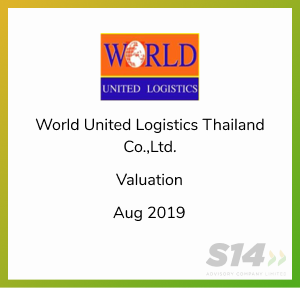 WORLD
UNITED LOGISTICS
World United Logistics Thailand
Co.,Ltd.
Valuation
Aug 2019
S14
ADVISORY COMPANY LIMITED